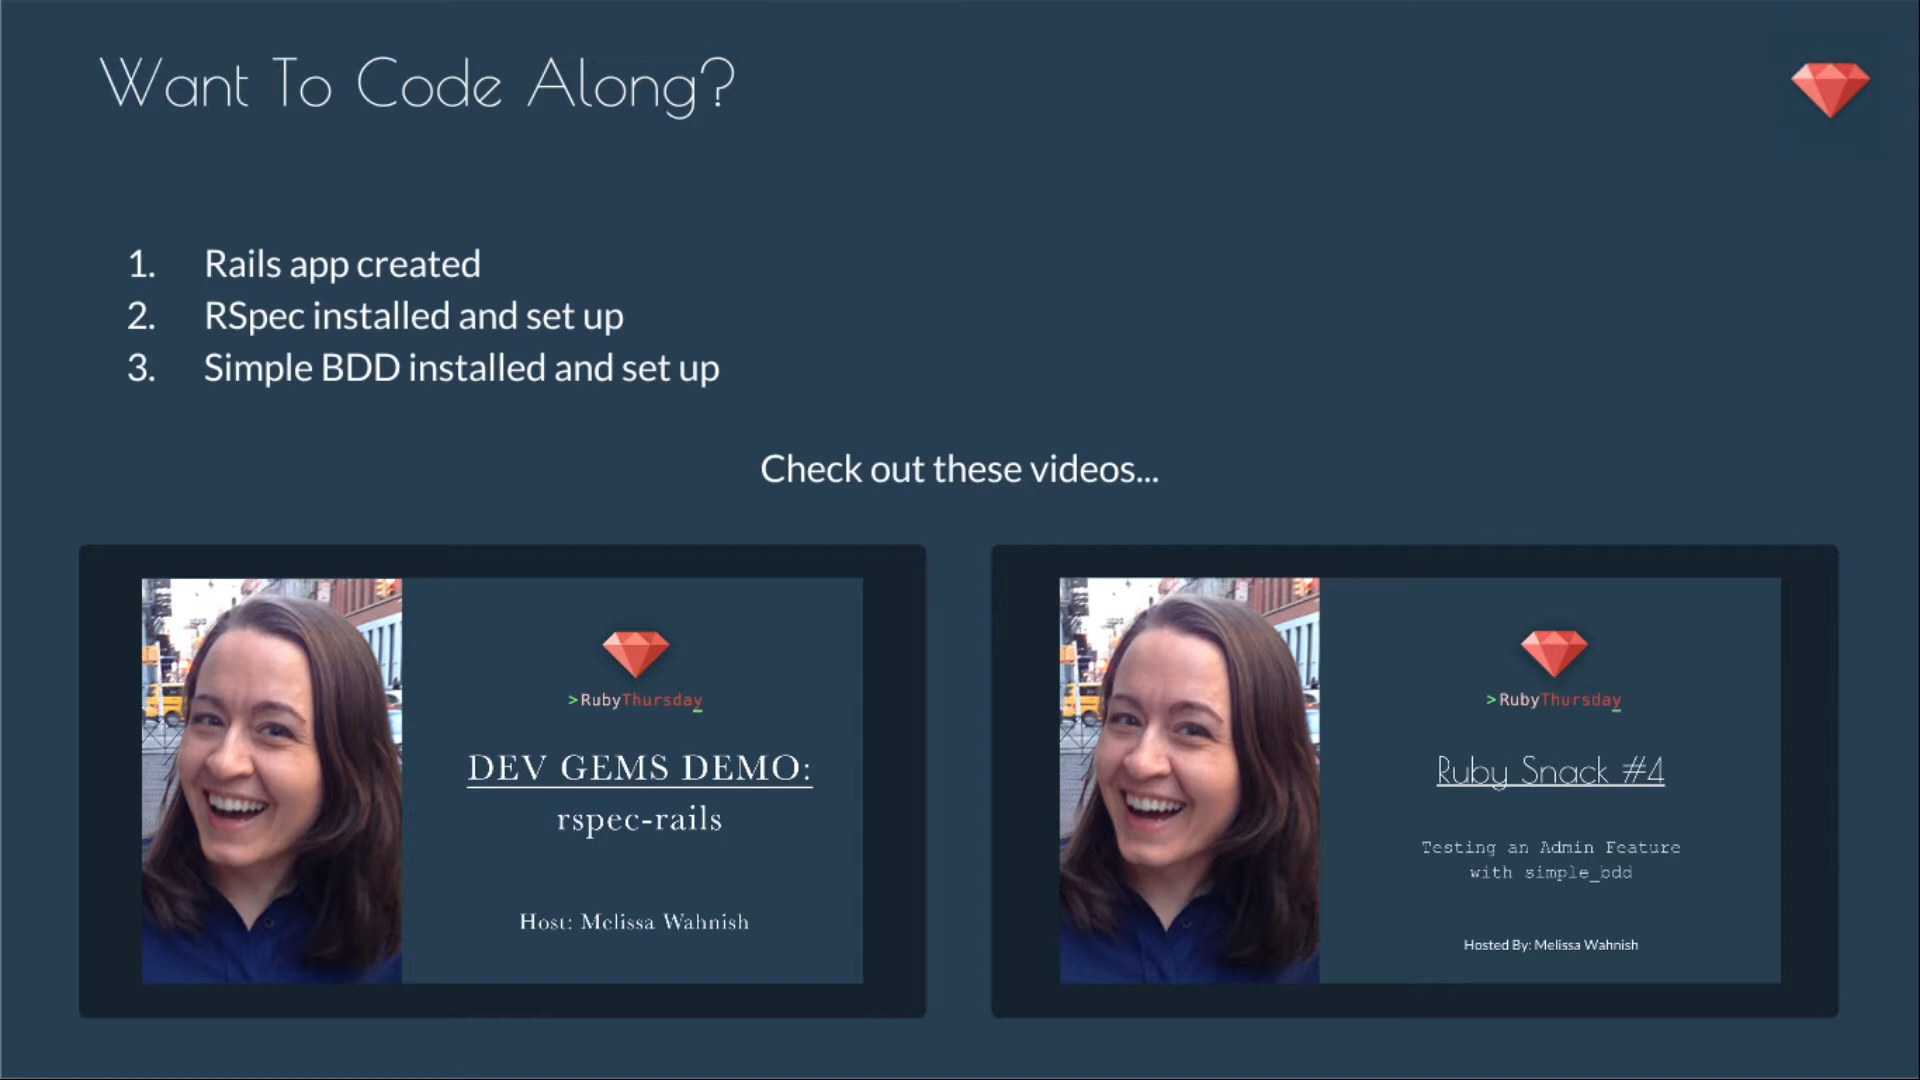 Want To Code Along?
1. Rails app created
2. RSpec installed and set up
3. Simple BDD installed and set up
Check out these videos...
>RubyThursday
DEV GEMS DEMO:
rspec-rails
Host: Melissa Wahnish
>RubyThursday
Ruby Snack #4
Testing an Admin Feature
with simple_bdd
Hosted By: Melissa Wahnish